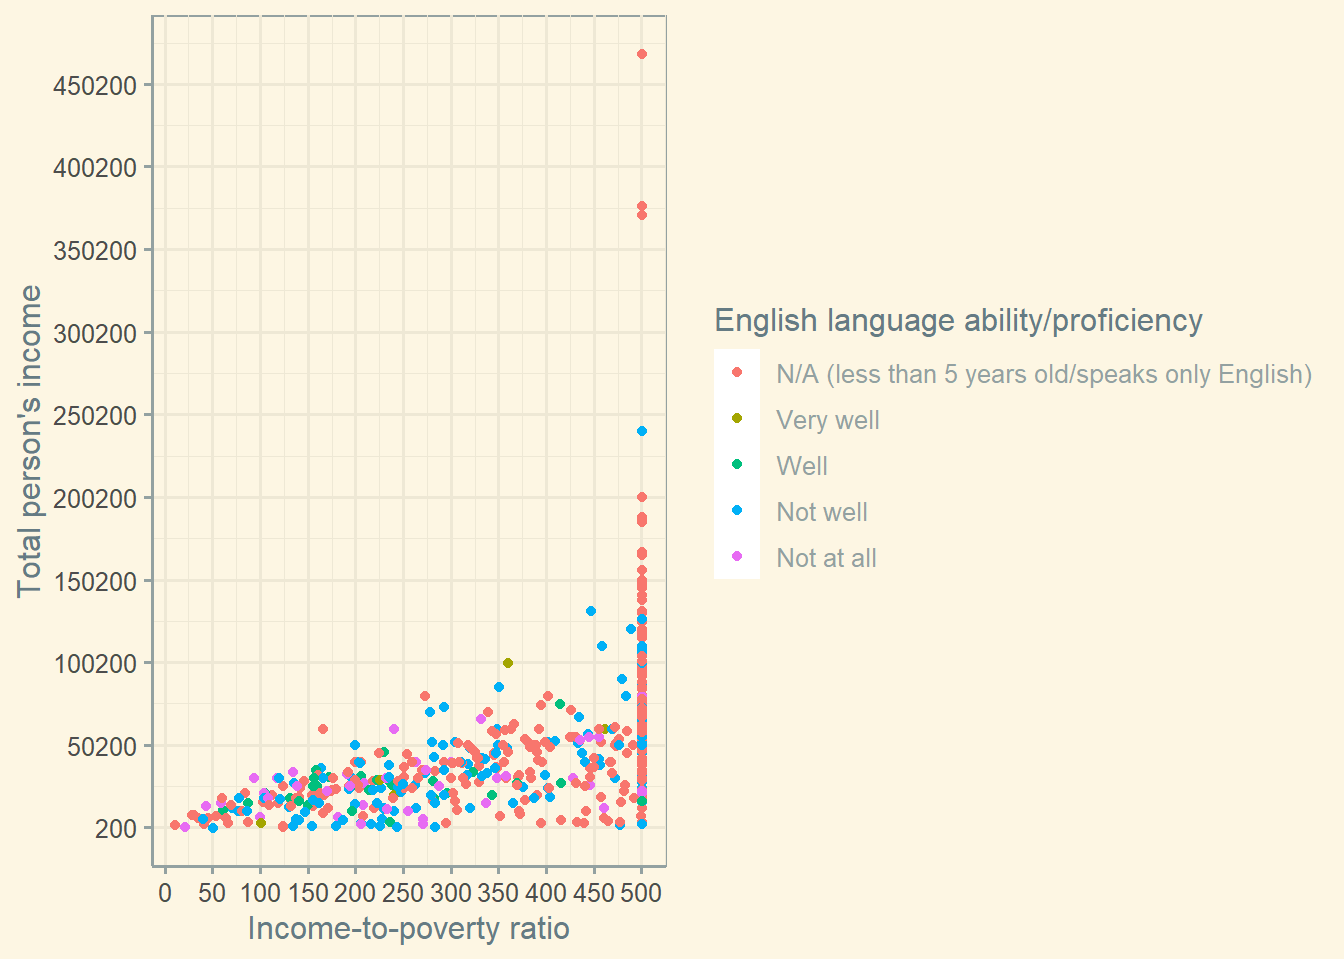 Total person's income
450200
400200
350200
300200
250200
200200
150200
100200
50200
200
0 50 100 150 200 250 300 350 400 450 500
Income-to-poverty ratio
English language ability/proficiency
N/A (less than 5 years old/speaks only English)
Very well
Well
Not well
Not at all